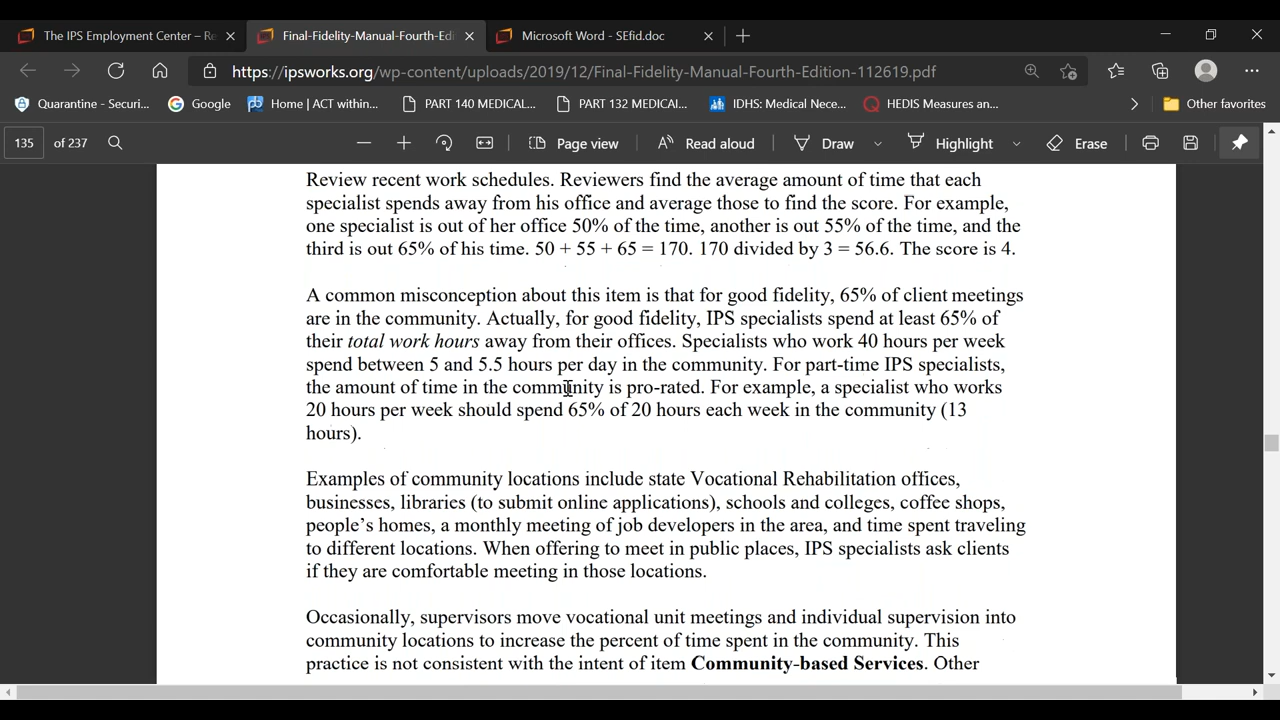 The IPS Employment Center – Re
Final-Fidelity-Manual-Fourth-Edi
Microsoft Word - SEfid.doc
https://ipsworks.org/wp-content/uploads/2019/12/Final-Fidelity-Manual-Fourth-Edition-112619.pdf
Quarantine - Securi...
Google
Home | ACT within...
PART 140 MEDICAL...
PART 132 MEDICAL...
IDHS: Medical Nece...
HEDIS Measures an...
Other favorites
135 of 237
Page view
Read aloud
Draw
Highlight
Erase
Review recent work schedules. Reviewers find the average amount of time that each
specialist spends away from his office and average those to find the score. For example,
one specialist is out of her office 50% of the time, another is out 55% of the time, and the
third is out 65% of his time. 50 + 55 + 65 = 170. 170 divided by 3 = 56.6. The score is 4.
A common misconception about this item is that for good fidelity, 65% of client meetings
are in the community. Actually, for good fidelity, IPS specialists spend at least 65% of
their total work hours away from their offices. Specialists who work 40 hours per week
spend between 5 and 5.5 hours per day in the community. For part-time IPS specialists,
the amount of time in the community is pro-rated. For example, a specialist who works
20 hours per week should spend 65% of 20 hours each week in the community (13
hours).
Examples of community locations include state Vocational Rehabilitation offices,
businesses, libraries (to submit online applications), schools and colleges, coffee shops,
people's homes, a monthly meeting of job developers in the area, and time spent traveling
to different locations. When offering to meet in public places, IPS specialists ask clients
if they are comfortable meeting in those locations.
Occasionally, supervisors move vocational unit meetings and individual supervision into
community locations to increase the percent of time spent in the community. This
practice is not consistent with the intent of item Community-based Services. Other